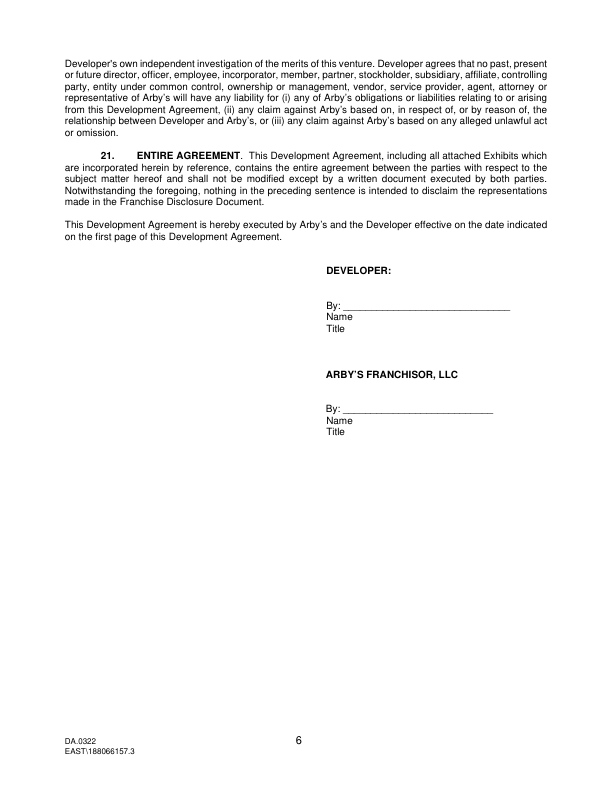 Developer's own independent investigation of the merits of this venture. Developer agrees that no past, present
or future director, officer, employee, incorporator, member, partner, stockholder, subsidiary, affiliate, controlling
party, entity under common control, ownership or management, vendor, service provider, agent, attorney or
representative of Arby's will have any liability for (i) any of Arby's obligations or liabilities relating to or arising
from this Development Agreement, (ii) any claim against Arby's based on, in respect of, or by reason of, the
relationship between Developer and Arby's, or (iii) any claim against Arby's based on any alleged unlawful act
or omission.
21. ENTIRE AGREEMENT. This Development Agreement, including all attached Exhibits which
are incorporated herein by reference, contains the entire agreement between the parties with respect to the
subject matter hereof and shall not be modified except by a written document executed by both parties.
Notwithstanding the foregoing, nothing in the preceding sentence is intended to disclaim the representations
made in the Franchise Disclosure Document.
This Development Agreement is hereby executed by Arby's and the Developer effective on the date indicated
on the first page of this Development Agreement.
DEVELOPER:
By: ______________________________
Name
Title
ARBY'S FRANCHISOR, LLC
By: ___________________________
Name
Title
DA.0322
6
EAST\188066157.3